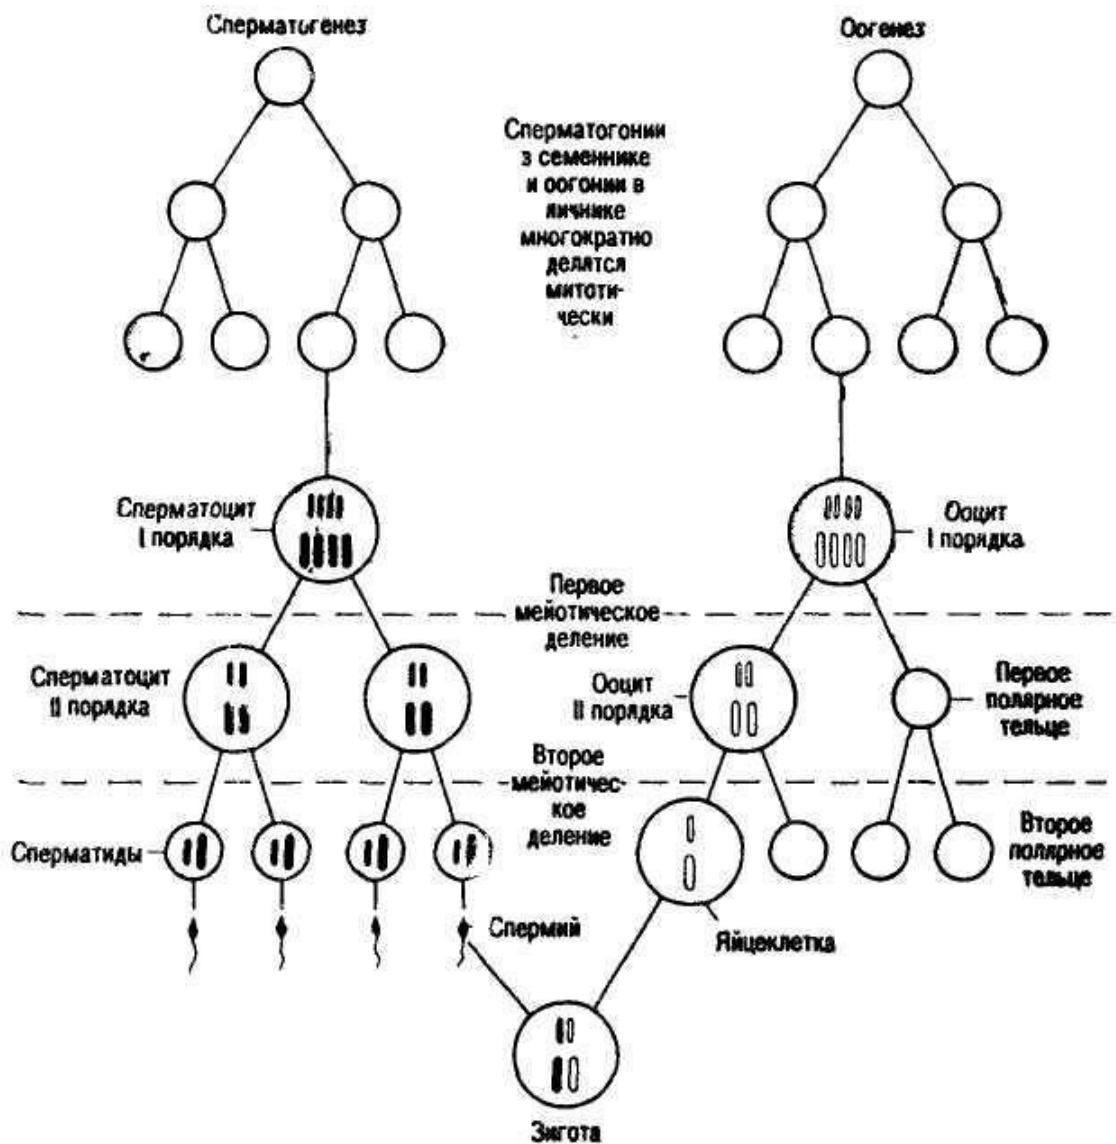 Сперматогенез
Оогенез
Сперматогонии
з семеннике
и оогонии в
яичнике
многократно
делятся
митоти-
чески
Сперматоцит
I порядка
Ооцит
I порядка
Первое
мейотическое
деление
Сперматоцит
II порядка
Ооцит
II порядка
Первое
полярное
тельце
Второе
мейотичес-
кое
деление
Сперматиды
Второе
полярное
тельце
Спермий
Яйцеклетка
Зигота